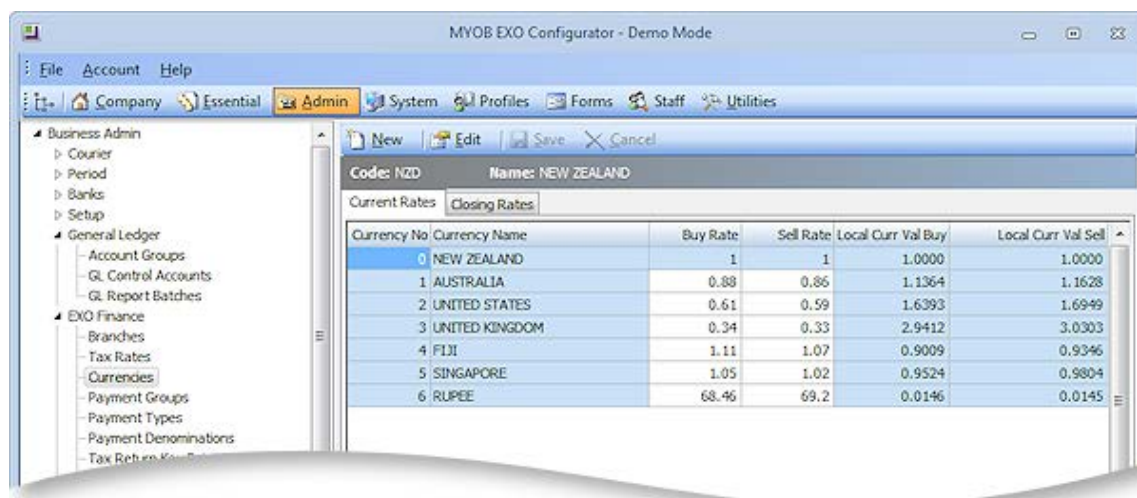 MYOB EXO Configurator - Demo Mode
File Account Help
Company Essential Admin System Profiles Forms Staff Utilities
Business Admin
Courier
Period
Banks
Setup
General Ledger
Account Groups
GL Control Accounts
GL Report Batches
EXO Finance
Branches
Tax Rates
Currencies
Payment Groups
Payment Types
Payment Denominations
Tax Return
New Edit Save Cancel
Code: NZD Name: NEW ZEALAND
Current Rates Closing Rates
Currency No Currency Name Buy Rate Sell Rate Local Curr Val Buy Local Curr Val Sell
0 NEW ZEALAND 1 1 1.0000 1.0000
1 AUSTRALIA 0.88 0.86 1.1364 1.1628
2 UNITED STATES 0.61 0.59 1.6393 1.6949
3 UNITED KINGDOM 0.34 0.33 2.9412 3.0303
4 FIJI 1.11 1.07 0.9009 0.9346
5 SINGAPORE 1.05 1.02 0.9524 0.9804
6 RUPEE 68.46 69.2 0.0146 0.0145